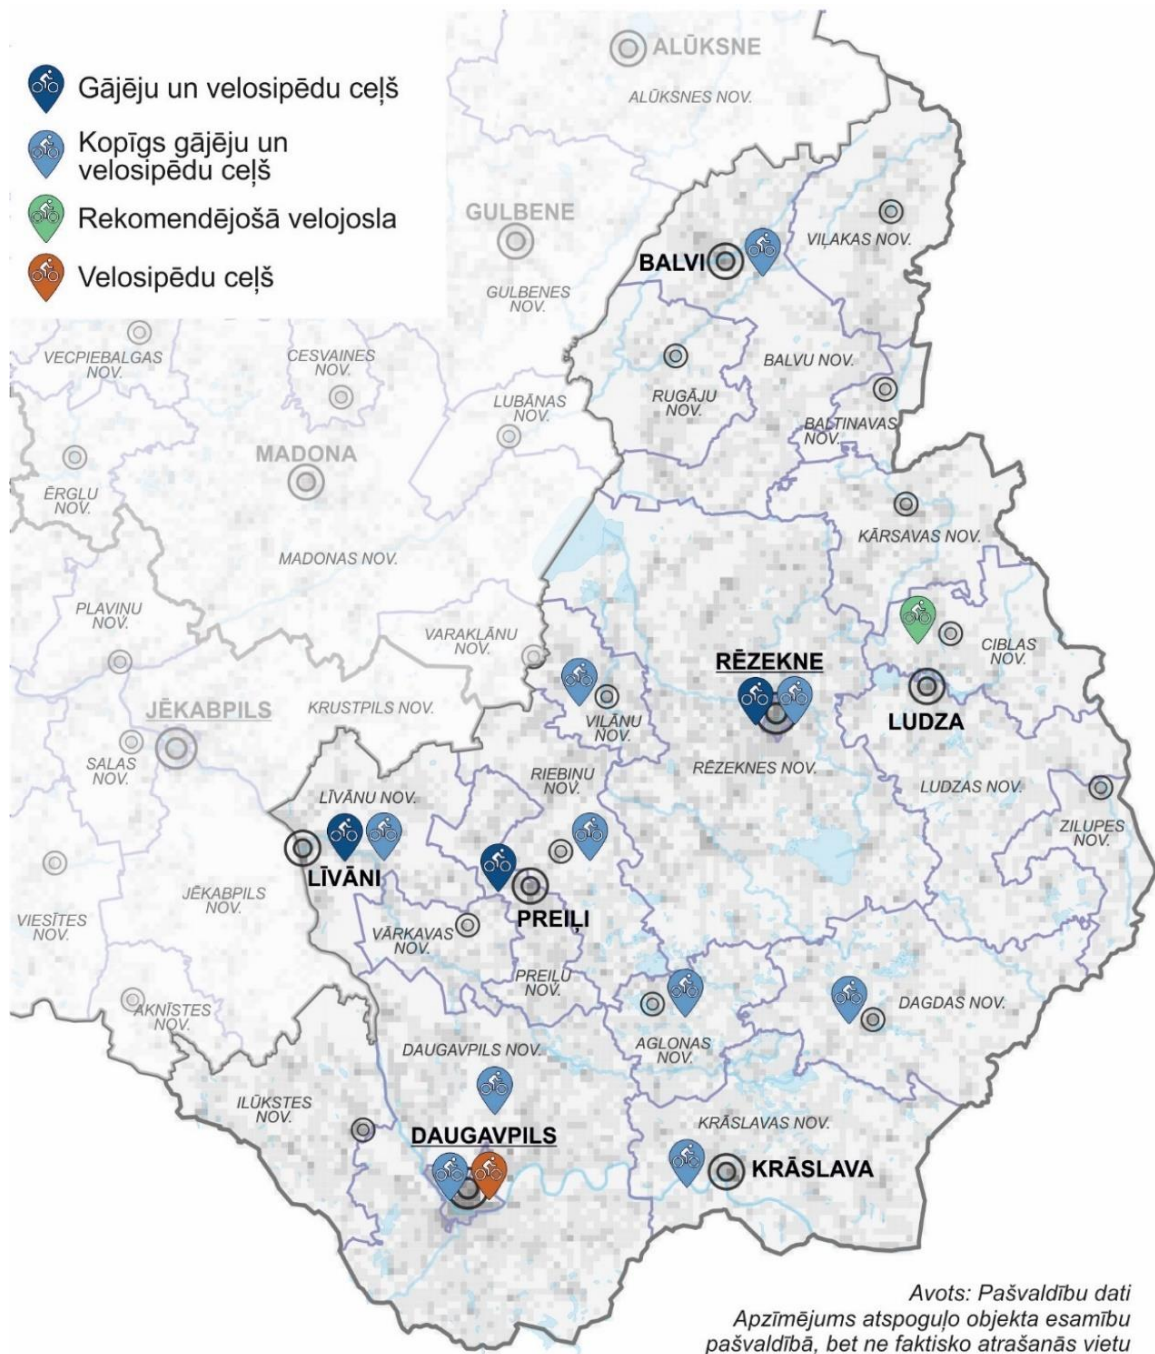 Gājēju un velosipēdu ceļš
Kopīgs gājēju un
velosipēdu ceļš
Rekomendējošā velojosla
Velosipēdu ceļš
ALŪKSNE
ALŪKSNES NOV.
GULBENE
GULBENES
NOV.
VIĻAKAS NOV.
BALVI
BALVU NOV.
RUGĀJU
NOV.
BALTINAVAS
NOV.
VECPIEBALGAS
NOV.
CESVAINES
NOV.
LUBĀNAS
NOV.
MADONA
ĒRGĻU
NOV.
MADONAS NOV.
KĀRSAVAS NOV.
PĻAVIŅU
NOV.
VARAKLĀNU
NOV.
CIBLAS
NOV.
RĒZEKNE
LUDZA
JĒKABPILS
KRUSTPILS NOV.
VIĻĀNU
NOV.
SALAS
NOV.
RĒZEKNES NOV.
RIEBIŅU
NOV.
LUDZAS NOV.
LĪVĀNU NOV.
ZILUPES
NOV.
LĪVĀNI
JĒKABPILS
NOV.
PREIĻI
VIESĪTES
NOV.
VĀRKAVAS
NOV.
PREIĻU
NOV.
AKNĪSTES
NOV.
DAGDAS NOV.
AGLONAS
NOV.
DAUGAVPILS NOV.
ILŪKSTES
NOV.
KRĀSLAVAS NOV.
DAUGAVPILS
KRĀSLAVA
Avots: Pašvaldību dati
Apzīmējums atspoguļo objekta esamību
pašvaldībā, bet ne faktisko atrašanās vietu